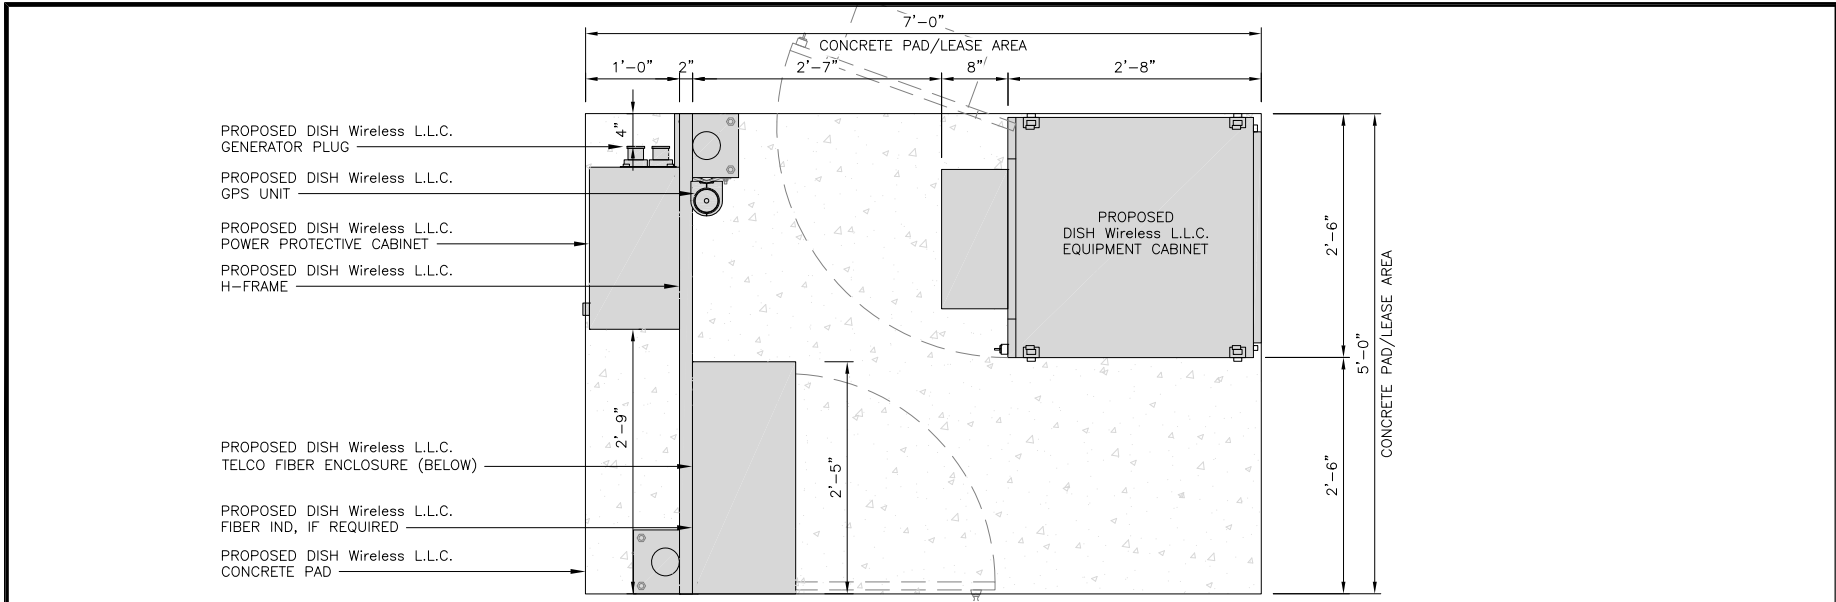 7'-0"
CONCRETE PAD/LEASE AREA
1'-0"
2"
2'-7"
8"
2'-8"
4"
PROPOSED DISH Wireless L.L.C.
GENERATOR PLUG
PROPOSED DISH Wireless L.L.C.
GPS UNIT
PROPOSED DISH Wireless L.L.C.
POWER PROTECTIVE CABINET
PROPOSED DISH Wireless L.L.C.
H-FRAME
PROPOSED DISH Wireless L.L.C.
TELCO FIBER ENCLOSURE (BELOW)
PROPOSED DISH Wireless L.L.C.
FIBER IND, IF REQUIRED
PROPOSED DISH Wireless L.L.C.
CONCRETE PAD
2'-9"
2'-5"
PROPOSED
DISH Wireless L.L.C.
EQUIPMENT CABINET
2'-6"
2'-6"
5'-0"
CONCRETE PAD/LEASE AREA